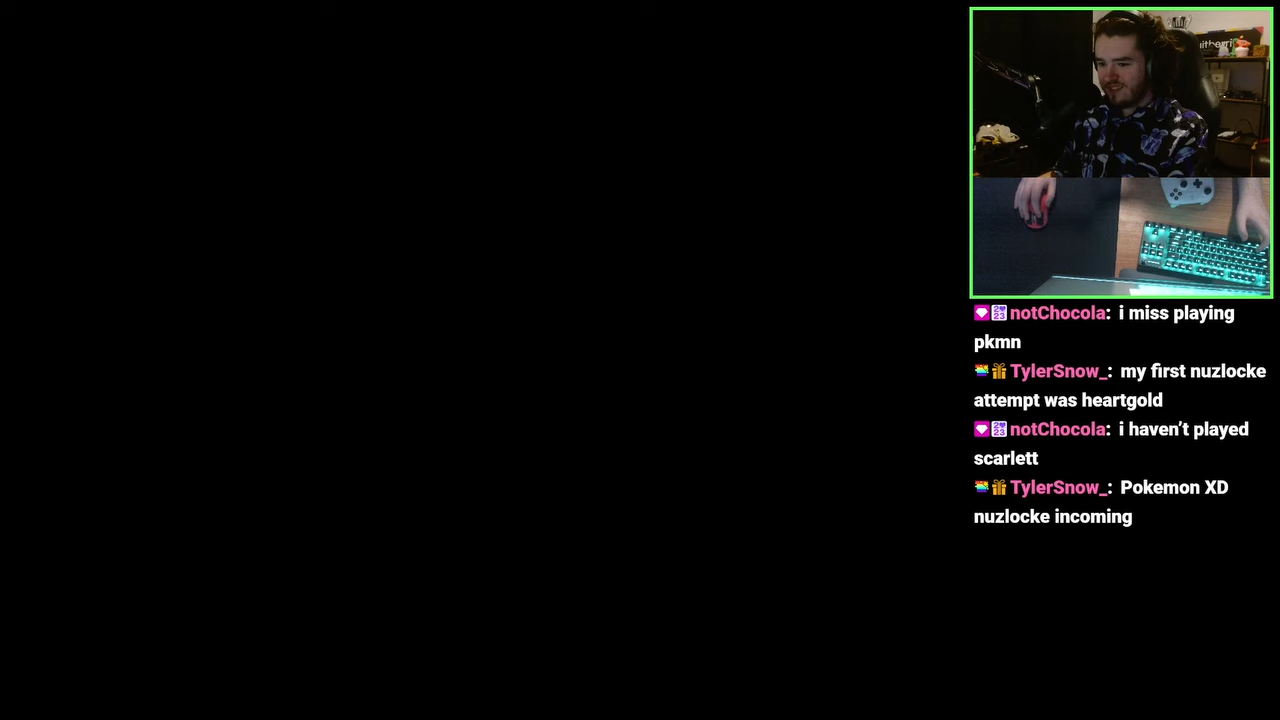 notChocola: i miss playing
pkmn
TylerSnow_: my first nuzlocke
attempt was heartgold
notChocola: i haven't played
scarlett
TylerSnow_: Pokemon XD
nuzlocke incoming